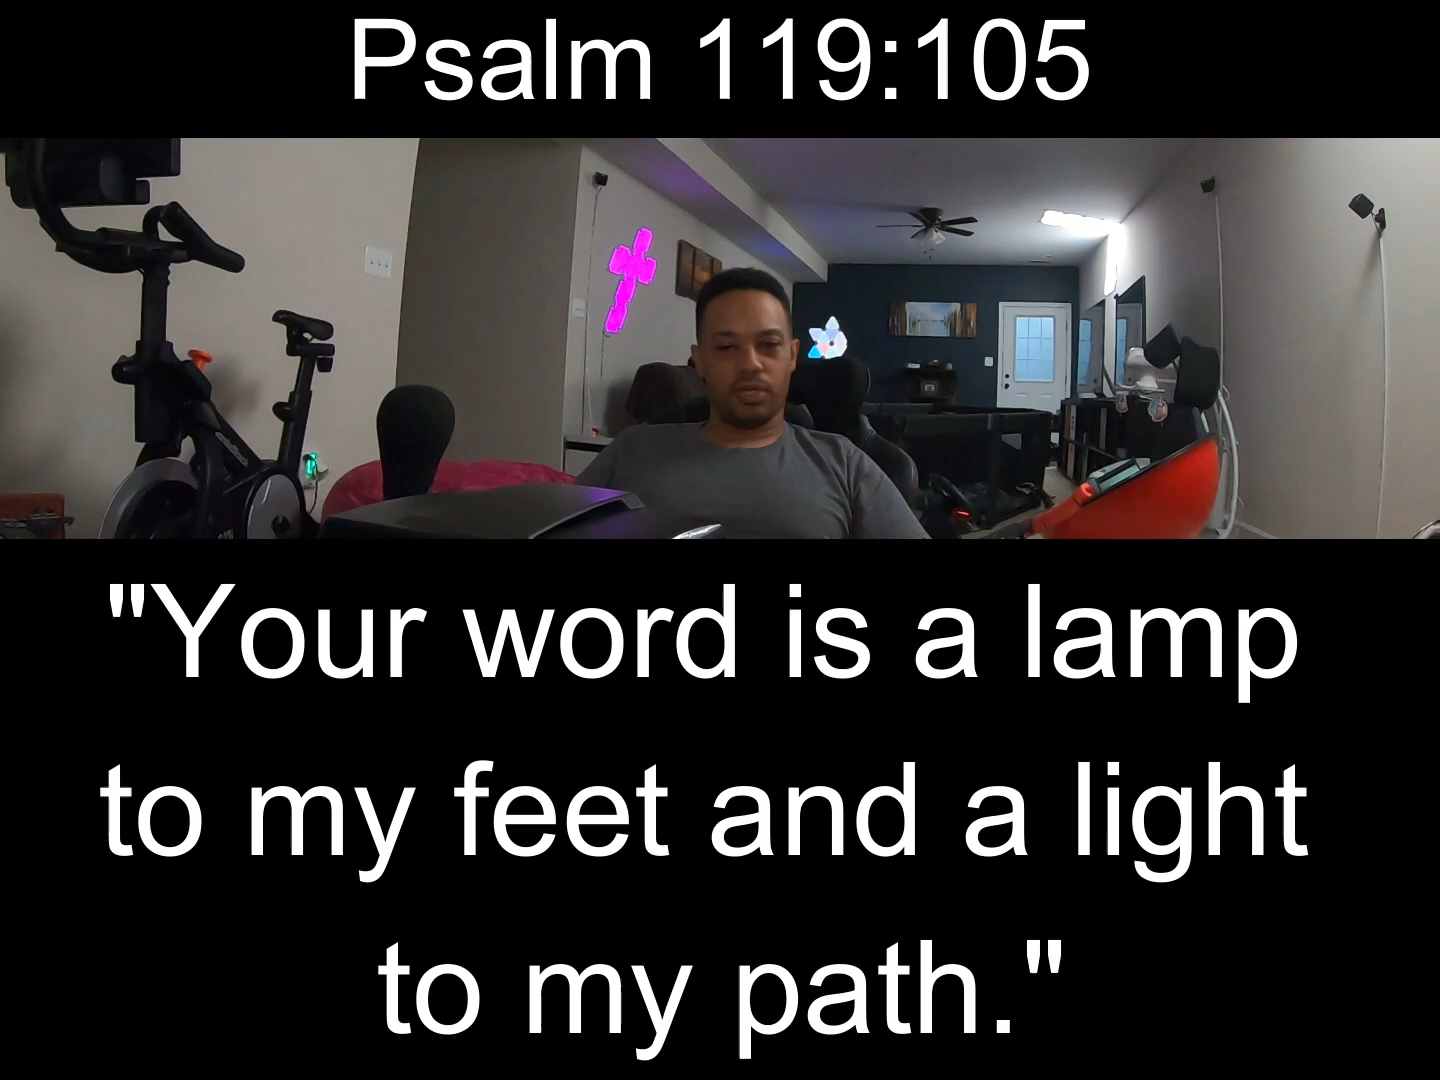 Psalm 119:105
"Your word is a lamp
to my feet and a light
to my path."